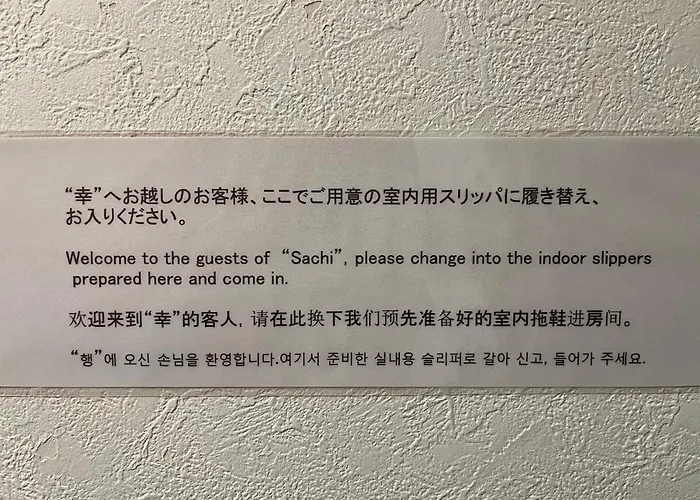 “幸”へお越しのお客様、ここでご用意の室内用スリッパに履き替え、
お入りください。
Welcome to the guests of “Sachi”, please change into the indoor slippers
prepared here and come in.
欢迎来到“幸”的客人，请在此换下我们预先准备好的室内拖鞋进房间。
“행”에 오신 손님을 환영합니다.여기서 준비한 실내용 슬리퍼로 갈아 신고, 들어가 주세요.